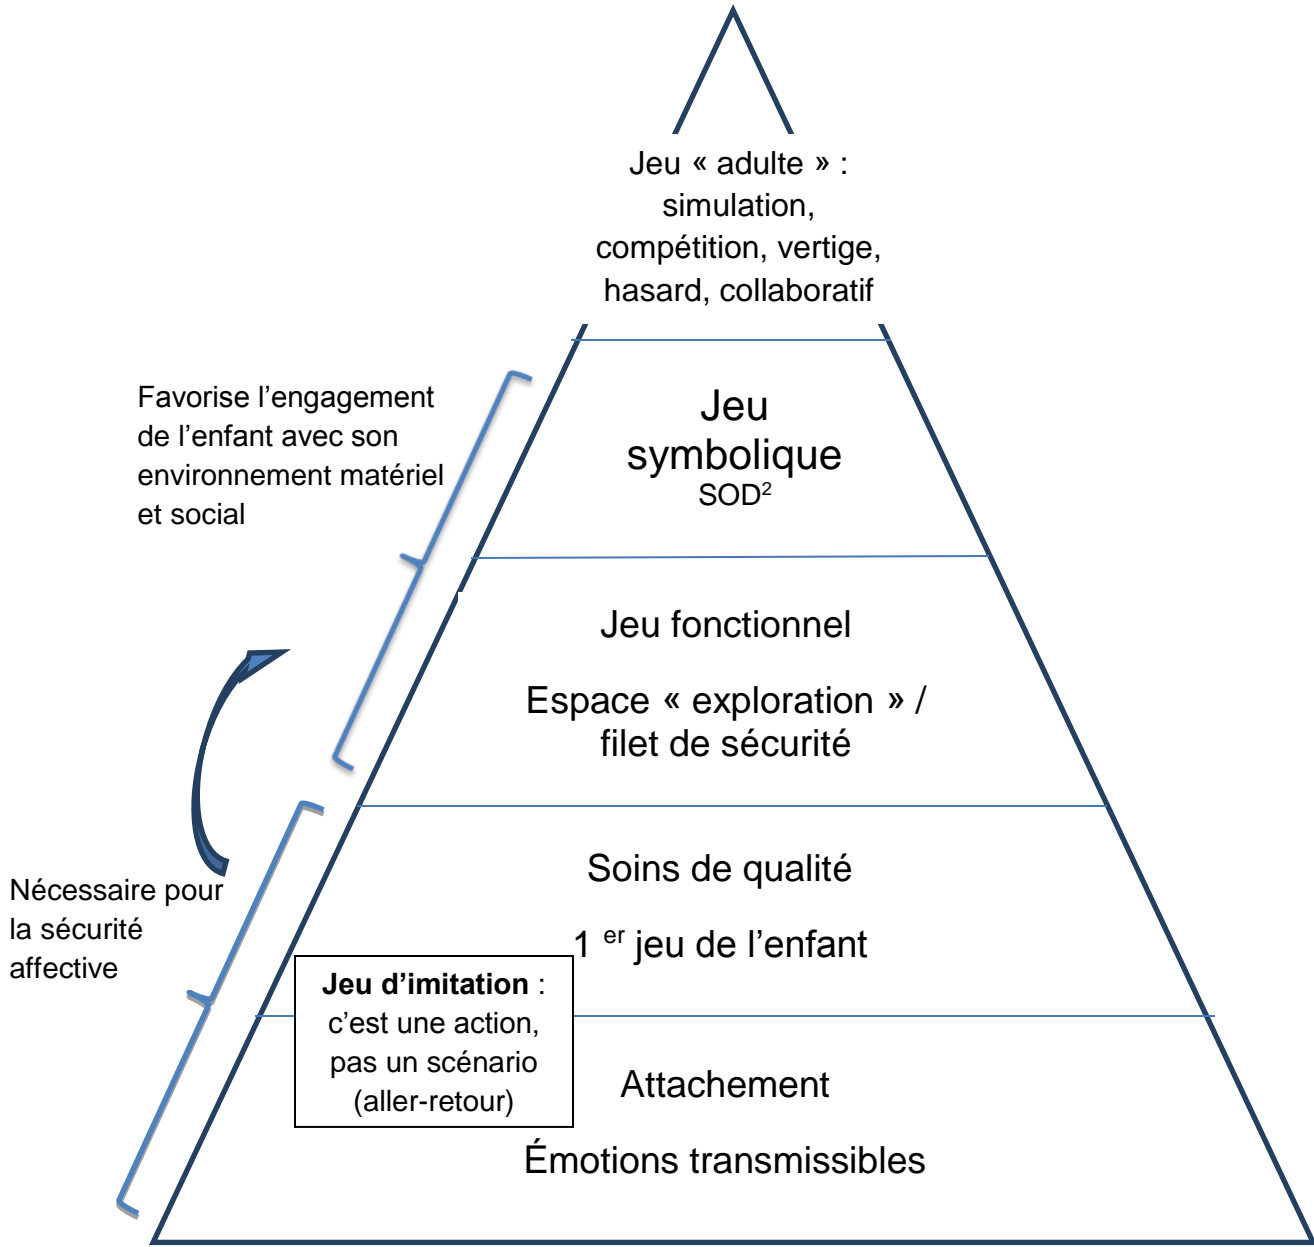 Jeu « adulte » :
simulation,
compétition, vertige,
hasard, collaboratif
Favorise l’engagement
de l’enfant avec son
environnement matériel
et social
Jeu
symbolique
SOD²
Jeu fonctionnel
Espace « exploration » /
filet de sécurité
Nécessaire pour
la sécurité
affective
Soins de qualité
1 er jeu de l’enfant
Jeu d’imitation :
c’est une action,
pas un scénario
(aller-retour)
Attachement
Émotions transmissibles